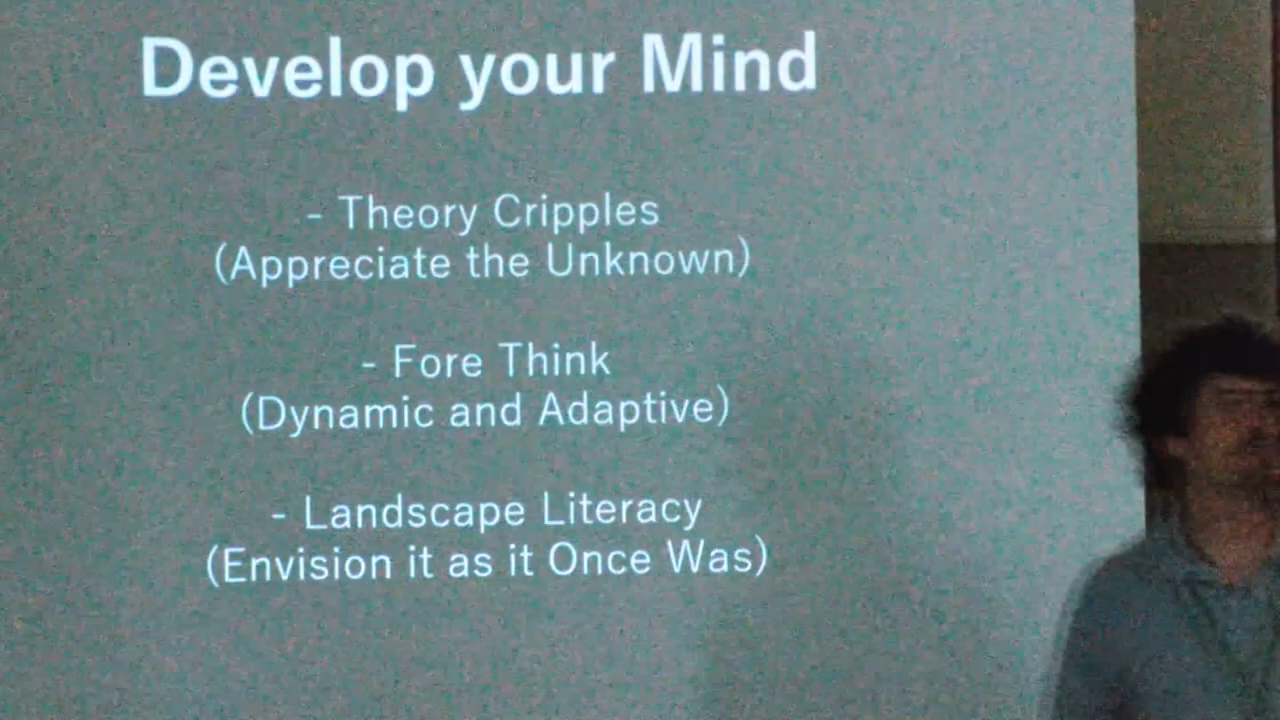 Develop your Mind
- Theory Cripples
(Appreciate the Unknown)
- Fore Think
(Dynamic and Adaptive)
- Landscape Literacy
(Envision it as it Once Was)